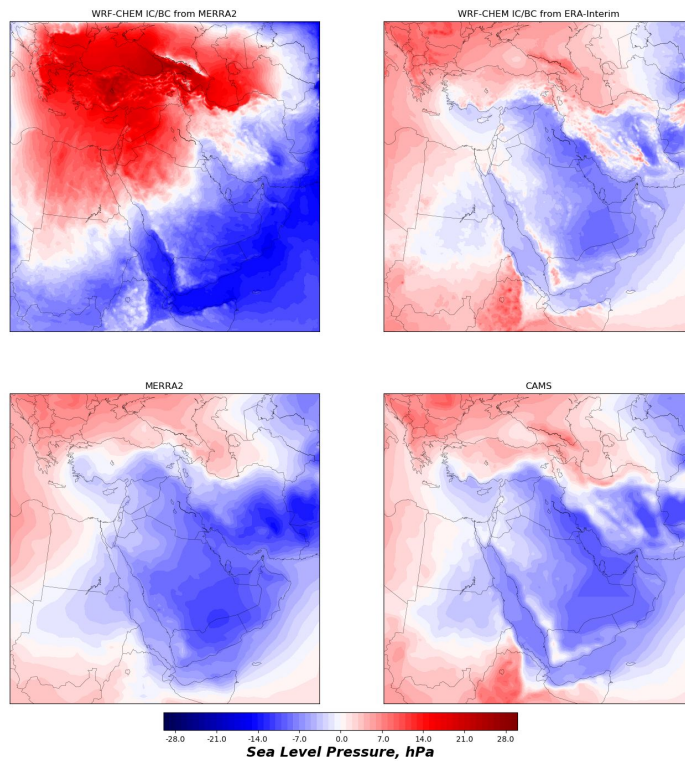 WRF-CHEM IC/BC from MERRA2
WRF-CHEM IC/BC from ERA-Interim
MERRA2
CAMS
-28.0 -21.0 -14.0 -7.0 0.0 7.0 14.0 21.0 28.0
Sea Level Pressure, hPa